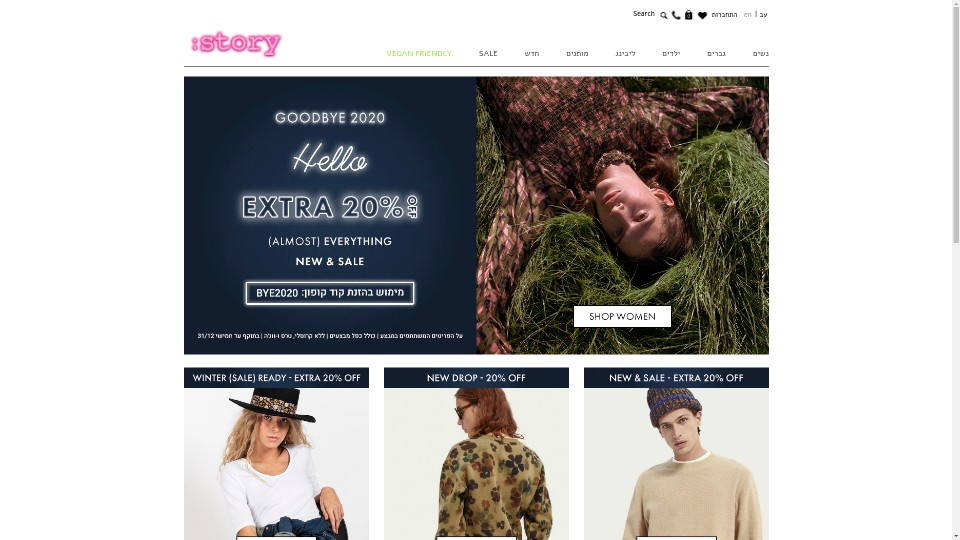 Search
התחברות
en | עב
:story
VEGAN FRIENDLY
SALE
חדש
מותגים
ליבינג
ילדים
גברים
נשים
GOODBYE 2020
Hello
EXTRA 20% OFF
(ALMOST) EVERYTHING
NEW & SALE
מימוש בהזנת קוד קופון: BYE2020
על הפריטים המשתתפים במבצע | כולל כפל מבצעים | ללא קרוסלי, טרס ו-ווג'ה | בתוקף עד חמישי 31/12
SHOP WOMEN
WINTER (SALE) READY - EXTRA 20% OFF
NEW DROP - 20% OFF
NEW & SALE - EXTRA 20% OFF